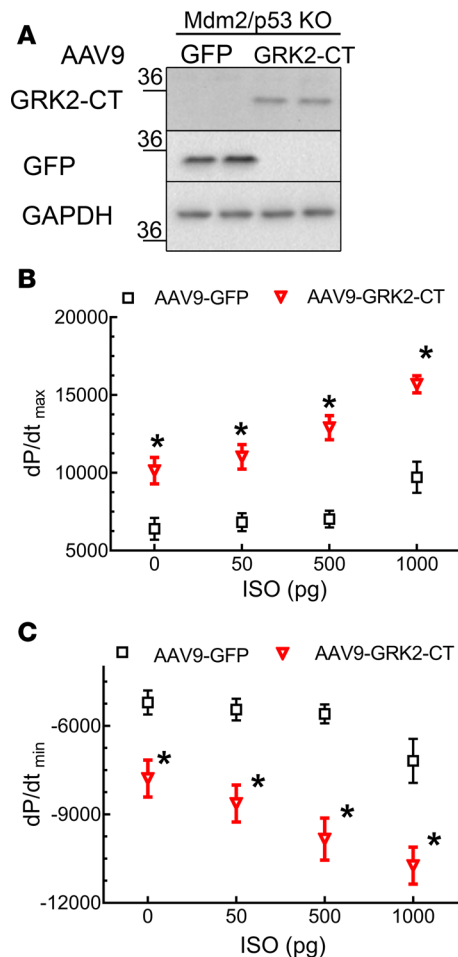 A
Mdm2/p53 KO
AAV9 GFP GRK2-CT
36
GRK2-CT
36
GFP
GAPDH
36
B
AAV9-GFP AAV9-GRK2-CT
20000
15000
10000
5000
dP/dt max
* * * *
0 50 500 1000
ISO (pg)
C
AAV9-GFP AAV9-GRK2-CT
-6000
-9000
-12000
dP/dt min
* * * *
0 50 500 1000
ISO (pg)